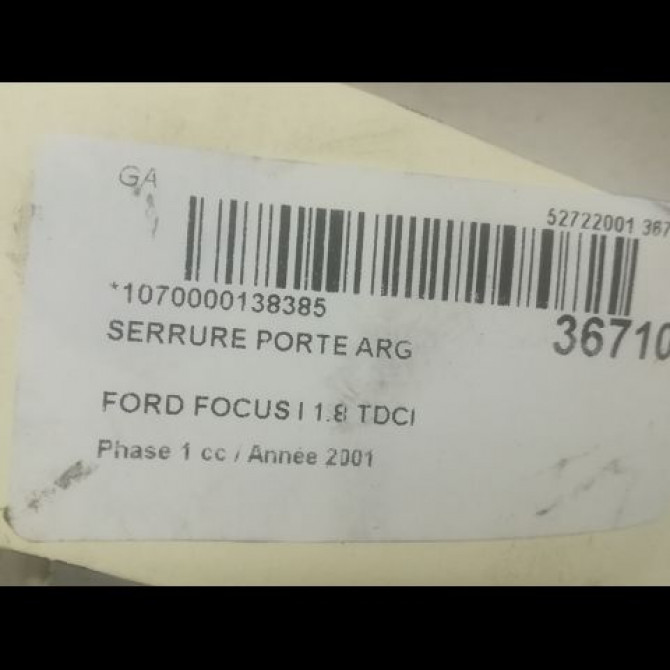 GA
52722001 367
*1070000138385
36710
SERRURE PORTE ARG
FORD FOCUS I 1.8 TDCI
Phase 1 cc / Année 2001